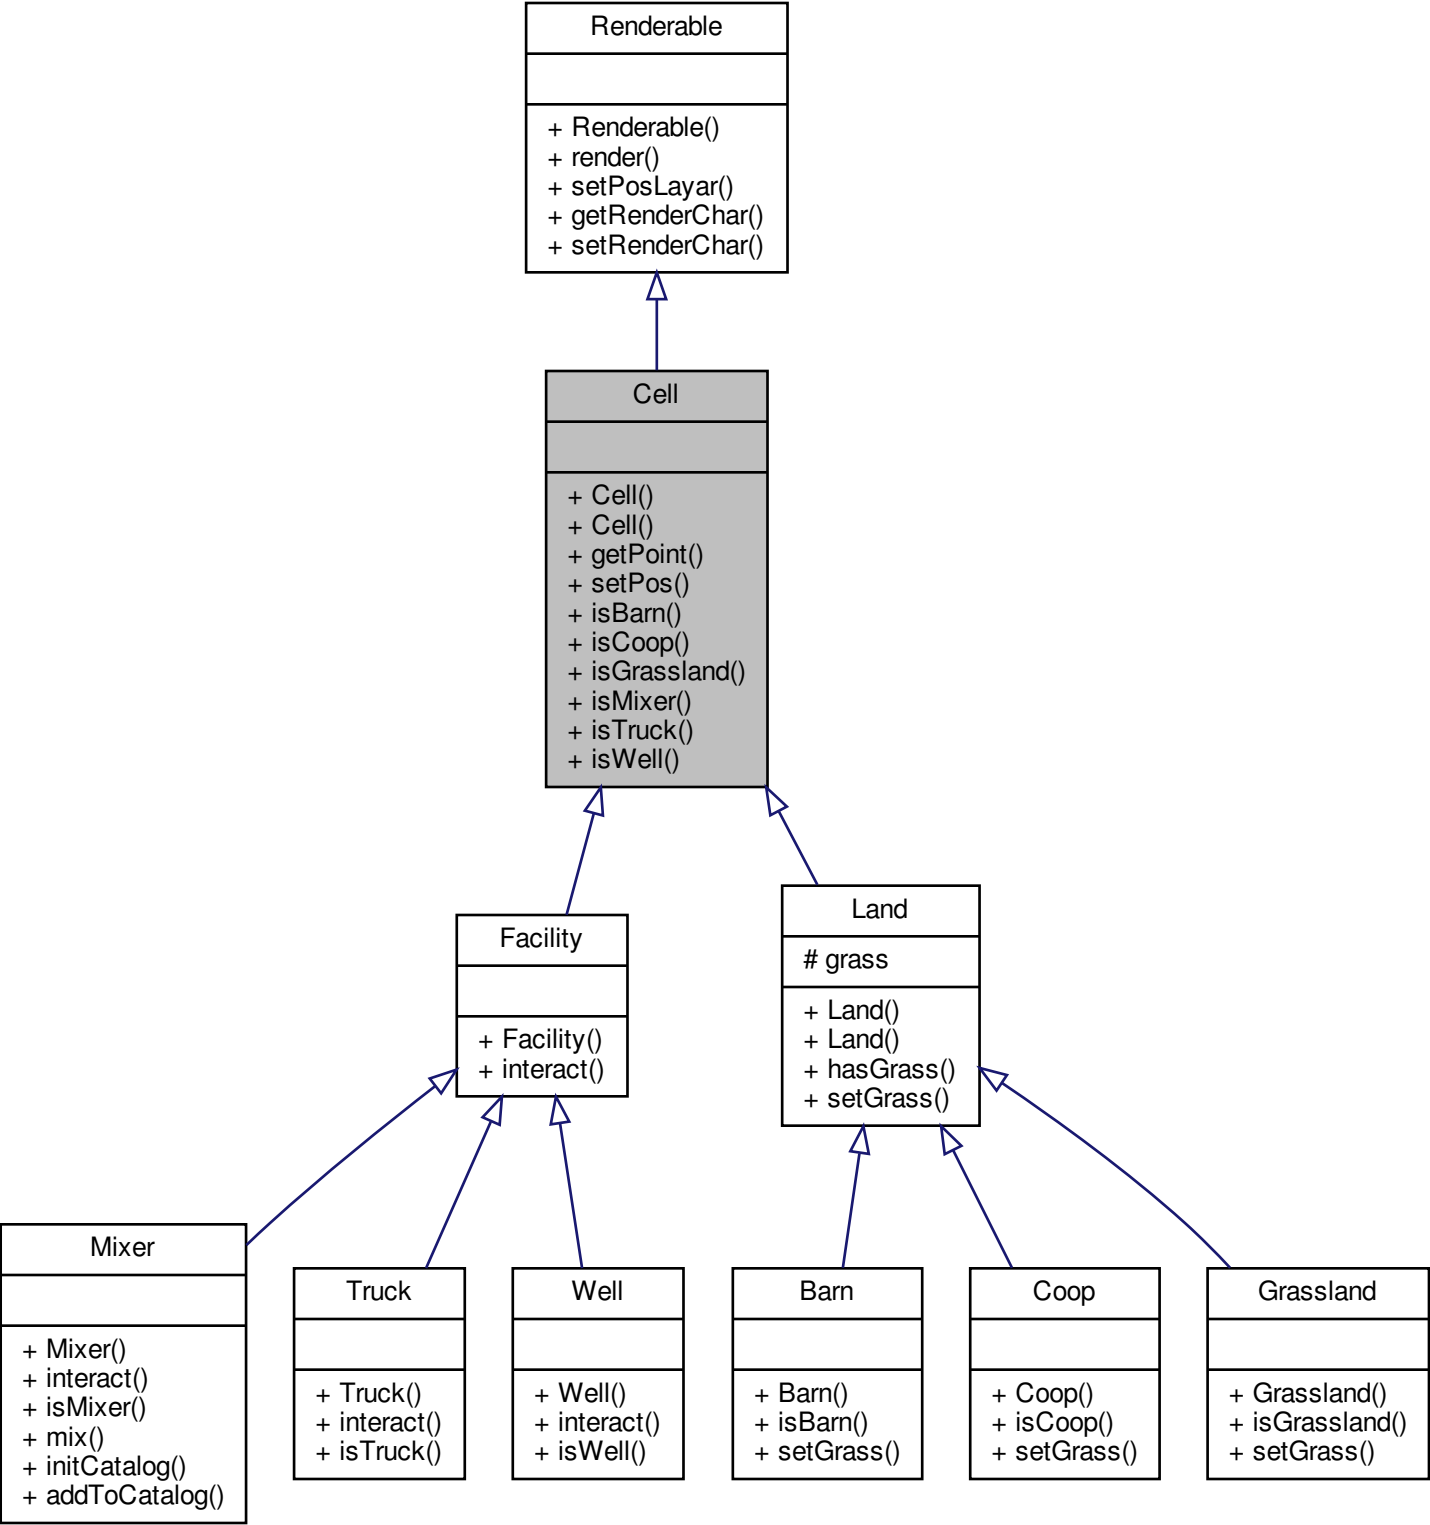 Renderable
+ Renderable()
+ render()
+ setPosLayar()
+ getRenderChar()
+ setRenderChar()
Cell
+ Cell()
+ Cell()
+ getPoint()
+ setPos()
+ isBarn()
+ isCoop()
+ isGrassland()
+ isMixer()
+ isTruck()
+ isWell()
Facility
+ Facility()
+ interact()
Land
# grass
+ Land()
+ Land()
+ hasGrass()
+ setGrass()
Mixer
+ Mixer()
+ interact()
+ isMixer()
+ mix()
+ initCatalog()
+ addToCatalog()
Truck
+ Truck()
+ interact()
+ isTruck()
Well
+ Well()
+ interact()
+ isWell()
Barn
+ Barn()
+ isBarn()
+ setGrass()
Coop
+ Coop()
+ isCoop()
+ setGrass()
Grassland
+ Grassland()
+ isGrassland()
+ setGrass()